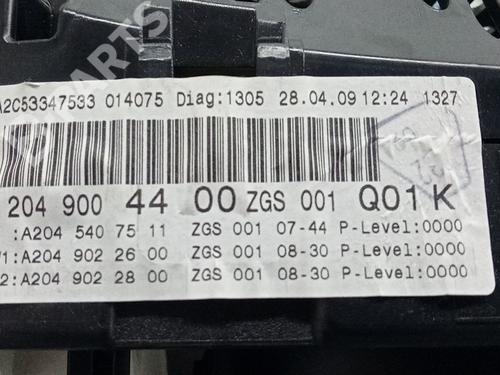 A2C53347533 014075 Diag:1305 28.04.09 12:24 1327
204 900 44 00 ZGS 001 Q01 K
:A204 540 75 11 ZGS 001 07-44 P-Level:0000
1:A204 902 26 00 ZGS 001 08-30 P-Level:0000
2:A204 902 28 00 ZGS 001 08-30 P-Level:0000
PARTS